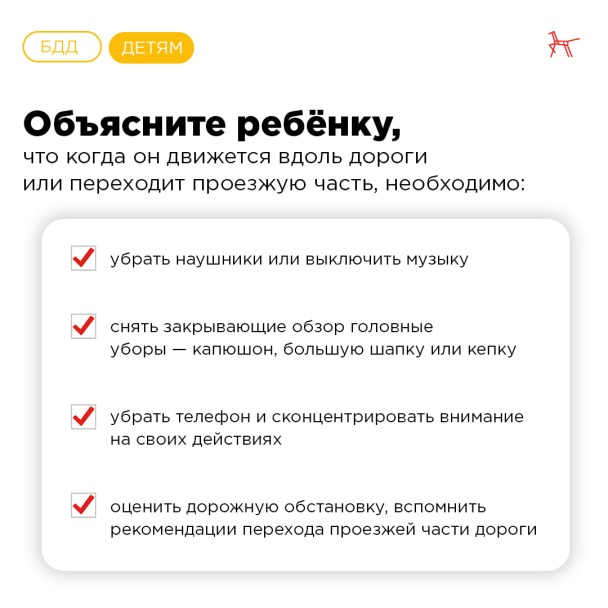 БДД ДЕТЯМ
Объясните ребёнку,
что когда он движется вдоль дороги
или переходит проезжую часть, необходимо:
убрать наушники или выключить музыку
снять закрывающие обзор головные
уборы — капюшон, большую шапку или кепку
убрать телефон и сконцентрировать внимание
на своих действиях
оценить дорожную обстановку, вспомнить
рекомендации перехода проезжей части дороги